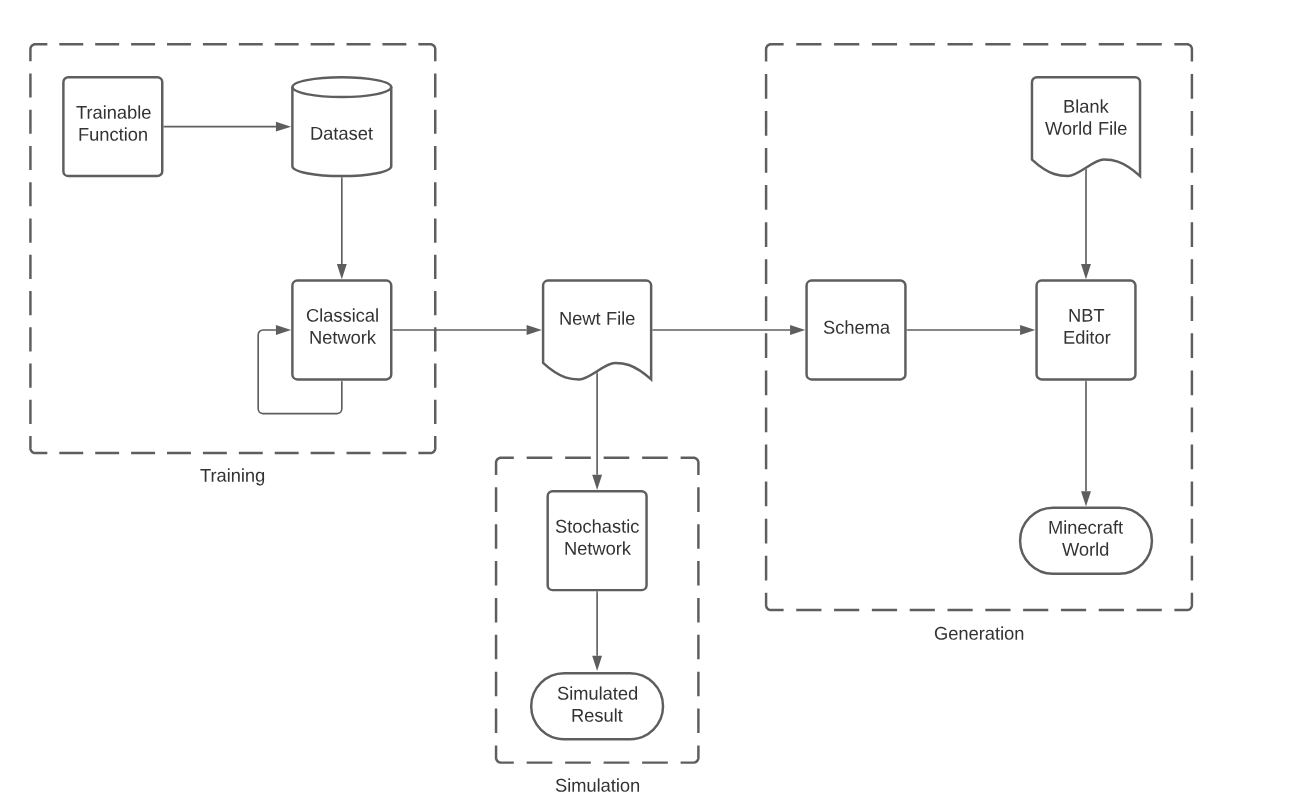 Trainable
Function
Dataset
Blank
World File
Classical
Network
Newt File
Schema
NBT
Editor
Training
Stochastic
Network
Minecraft
World
Generation
Simulated
Result
Simulation